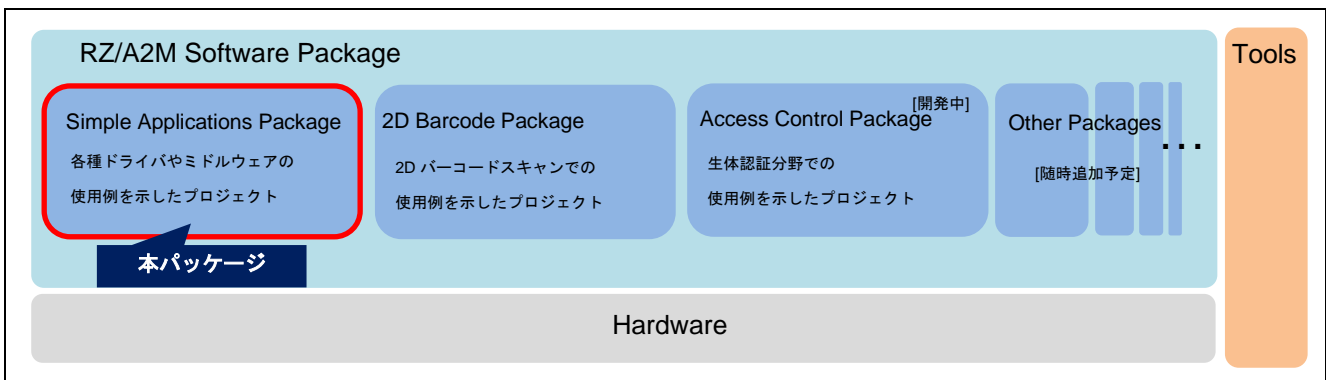 RZ/A2M Software Package
Tools
Simple Applications Package
各種ドライバやミドルウェアの
使用例を示したプロジェクト
本パッケージ
2D Barcode Package
2D バーコードスキャンでの
使用例を示したプロジェクト
[開発中]
Access Control Package
生体認証分野での
使用例を示したプロジェクト
Other Packages
...
[随時追加予定]
Hardware